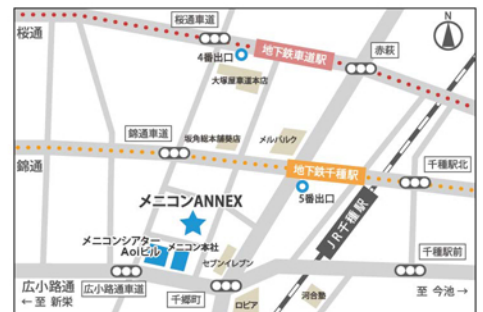 桜通
桜通車道
N
4番出口
地下鉄車道駅
赤萩
大塚屋車道本店
錦通車道
坂角総本舗葵店
メルパルク
錦通
地下鉄千種駅
千種駅北
5番出口
メニコンANNEX
JR千種駅
メニコンシアター
Aoiビル
メニコン本社
セブンイレブン
千種駅前
広小路通
←至 新栄
広小路車道
千郷町
ロピア
河合塾
至 今池→